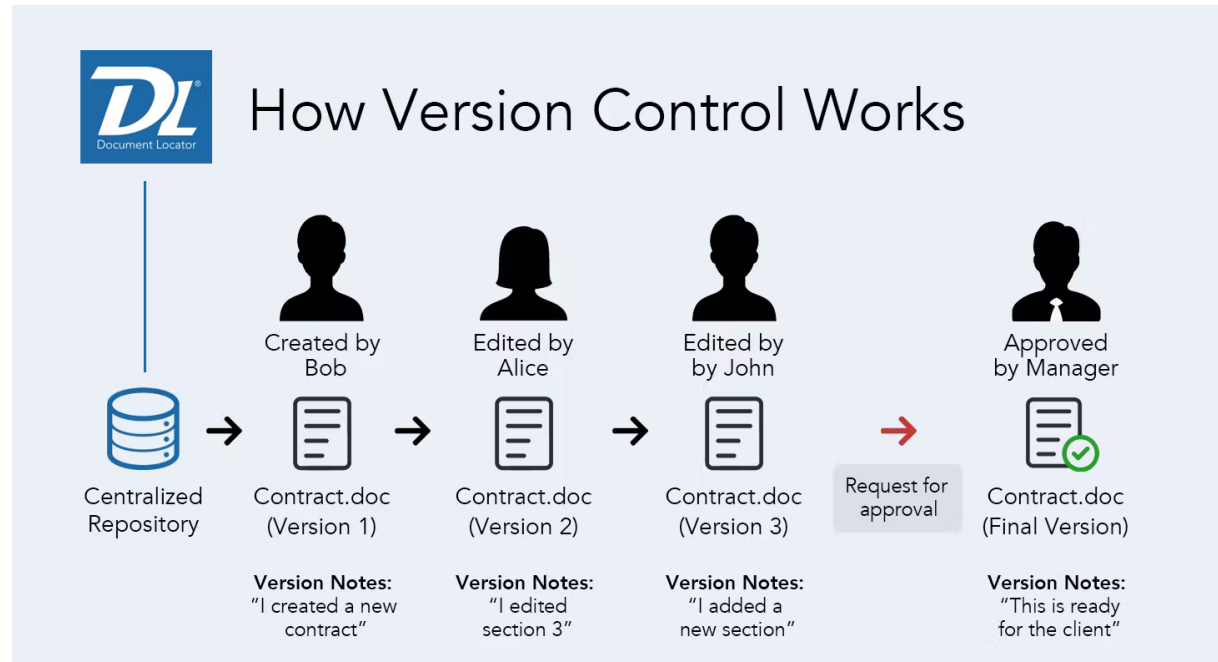 DL®
Document Locator
How Version Control Works
Created by
Bob
Edited by
Alice
Edited by
by John
Approved
by Manager
Centralized
Repository
Contract.doc
(Version 1)
Contract.doc
(Version 2)
Contract.doc
(Version 3)
Request for
approval
Contract.doc
(Final Version)
Version Notes:
“I created a new
contract”
Version Notes:
“I edited
section 3”
Version Notes:
“I added a
new section”
Version Notes:
“This is ready
for the client”